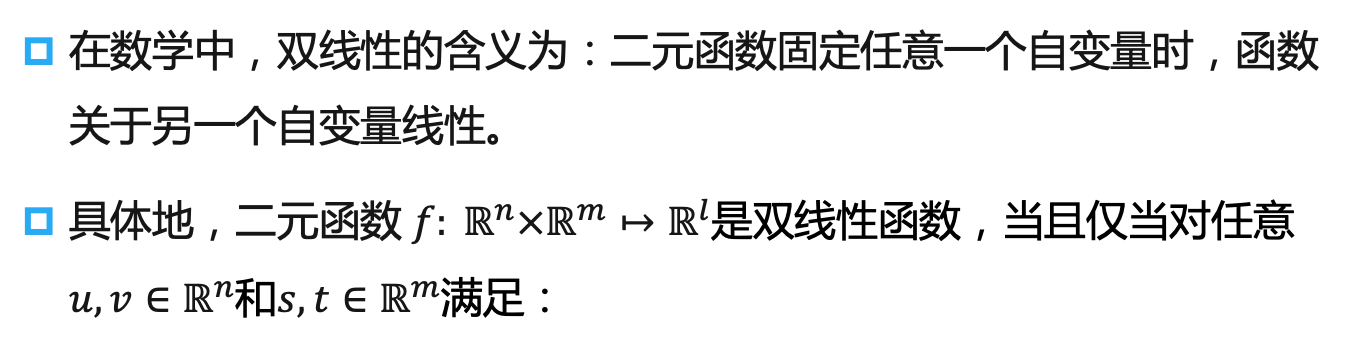 在数学中，双线性的含义为：二元函数固定任意一个自变量时，函数
关于另一个自变量线性。
具体地，二元函数 f: ℝⁿ×ℝᵐ ↦ ℝˡ是双线性函数，当且仅当对任意
u, v ∈ ℝⁿ和s, t ∈ ℝᵐ满足：